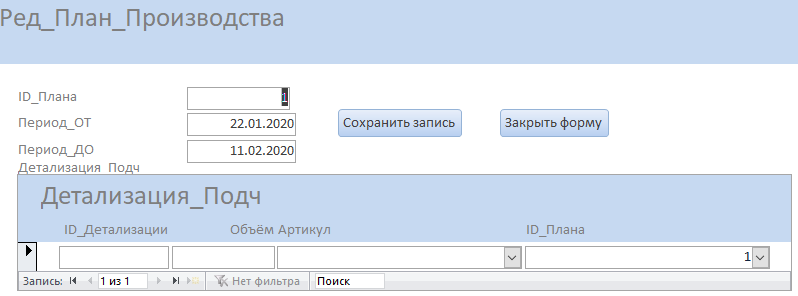 Ред_План_Производства
ID_Плана 1
Период_ОТ 22.01.2020 Сохранить запись Закрыть форму
Период_ДО 11.02.2020
Детализация_Подч
Детализация_Подч
ID_Детализации Объём Артикул ID_Плана
1
Запись: 1 из 1 Нет фильтра Поиск